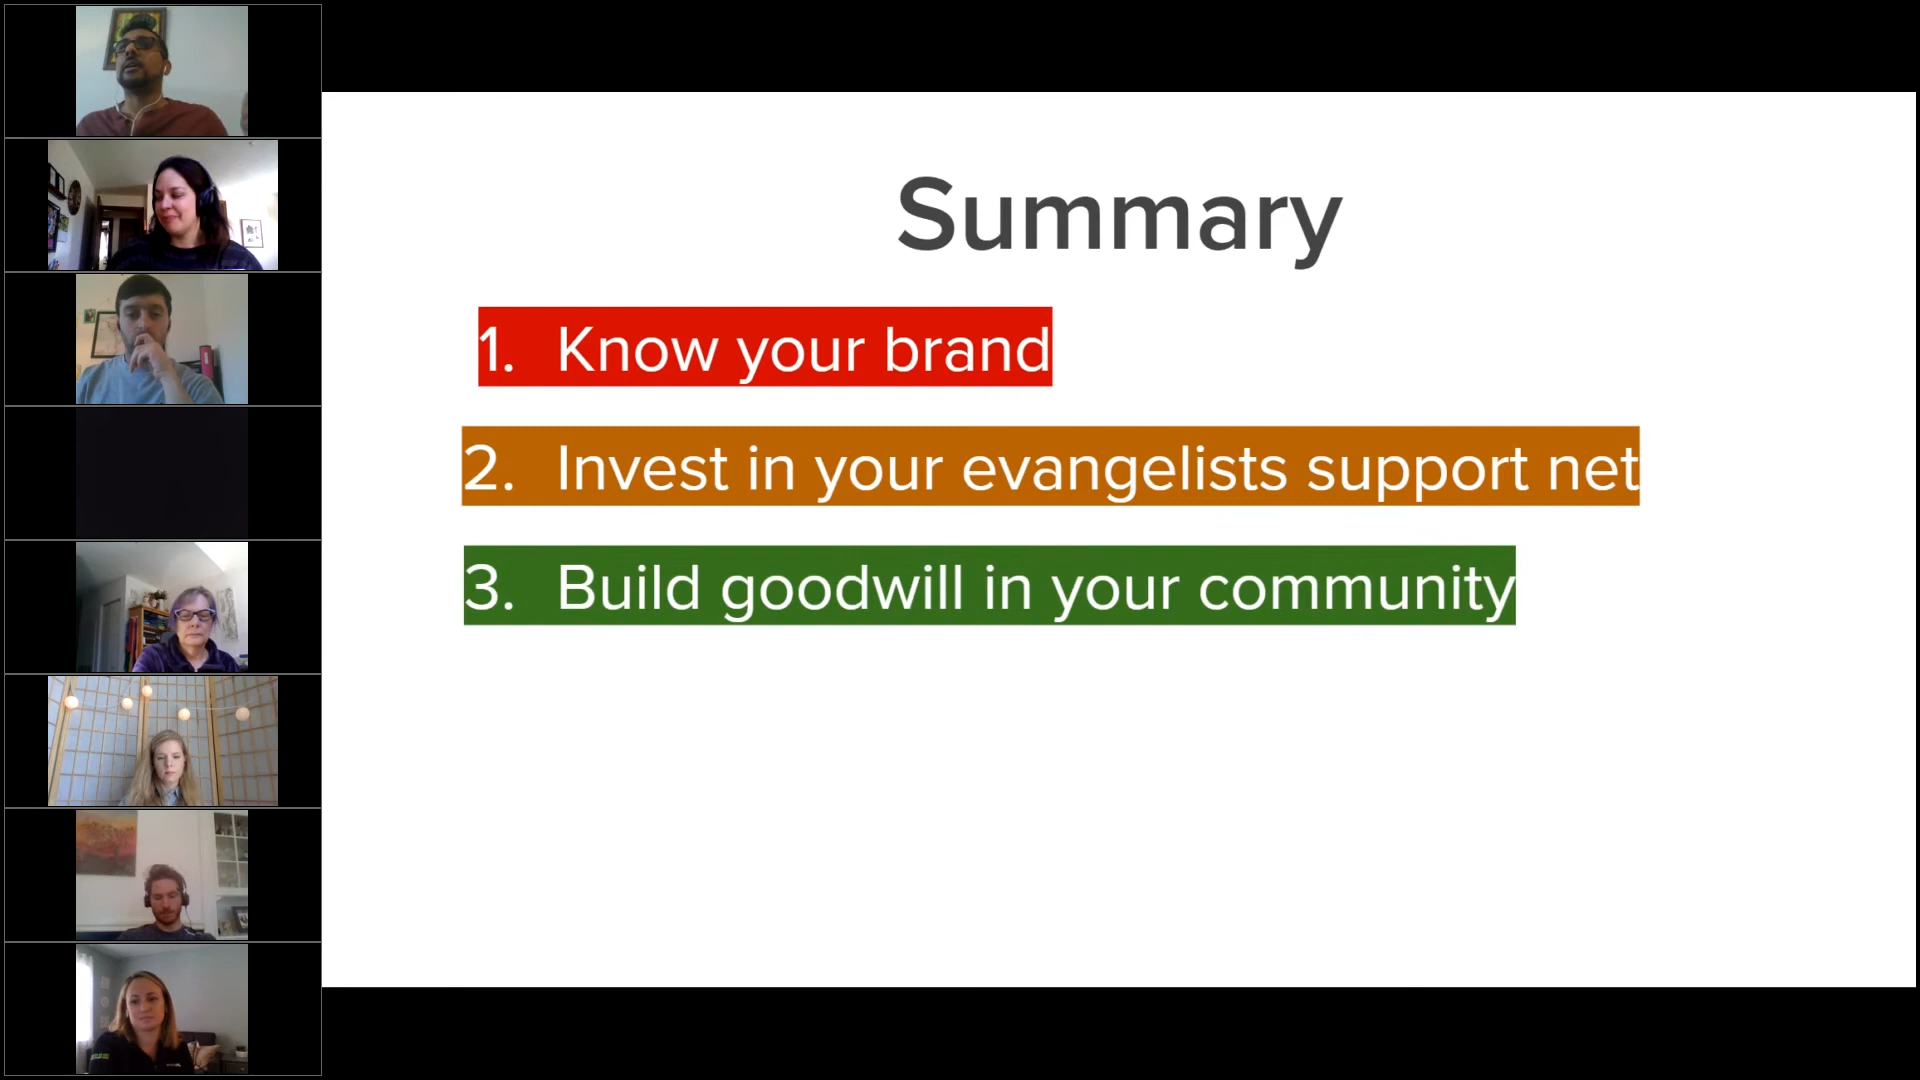 Summary
1. Know your brand
2. Invest in your evangelists support net
3. Build goodwill in your community